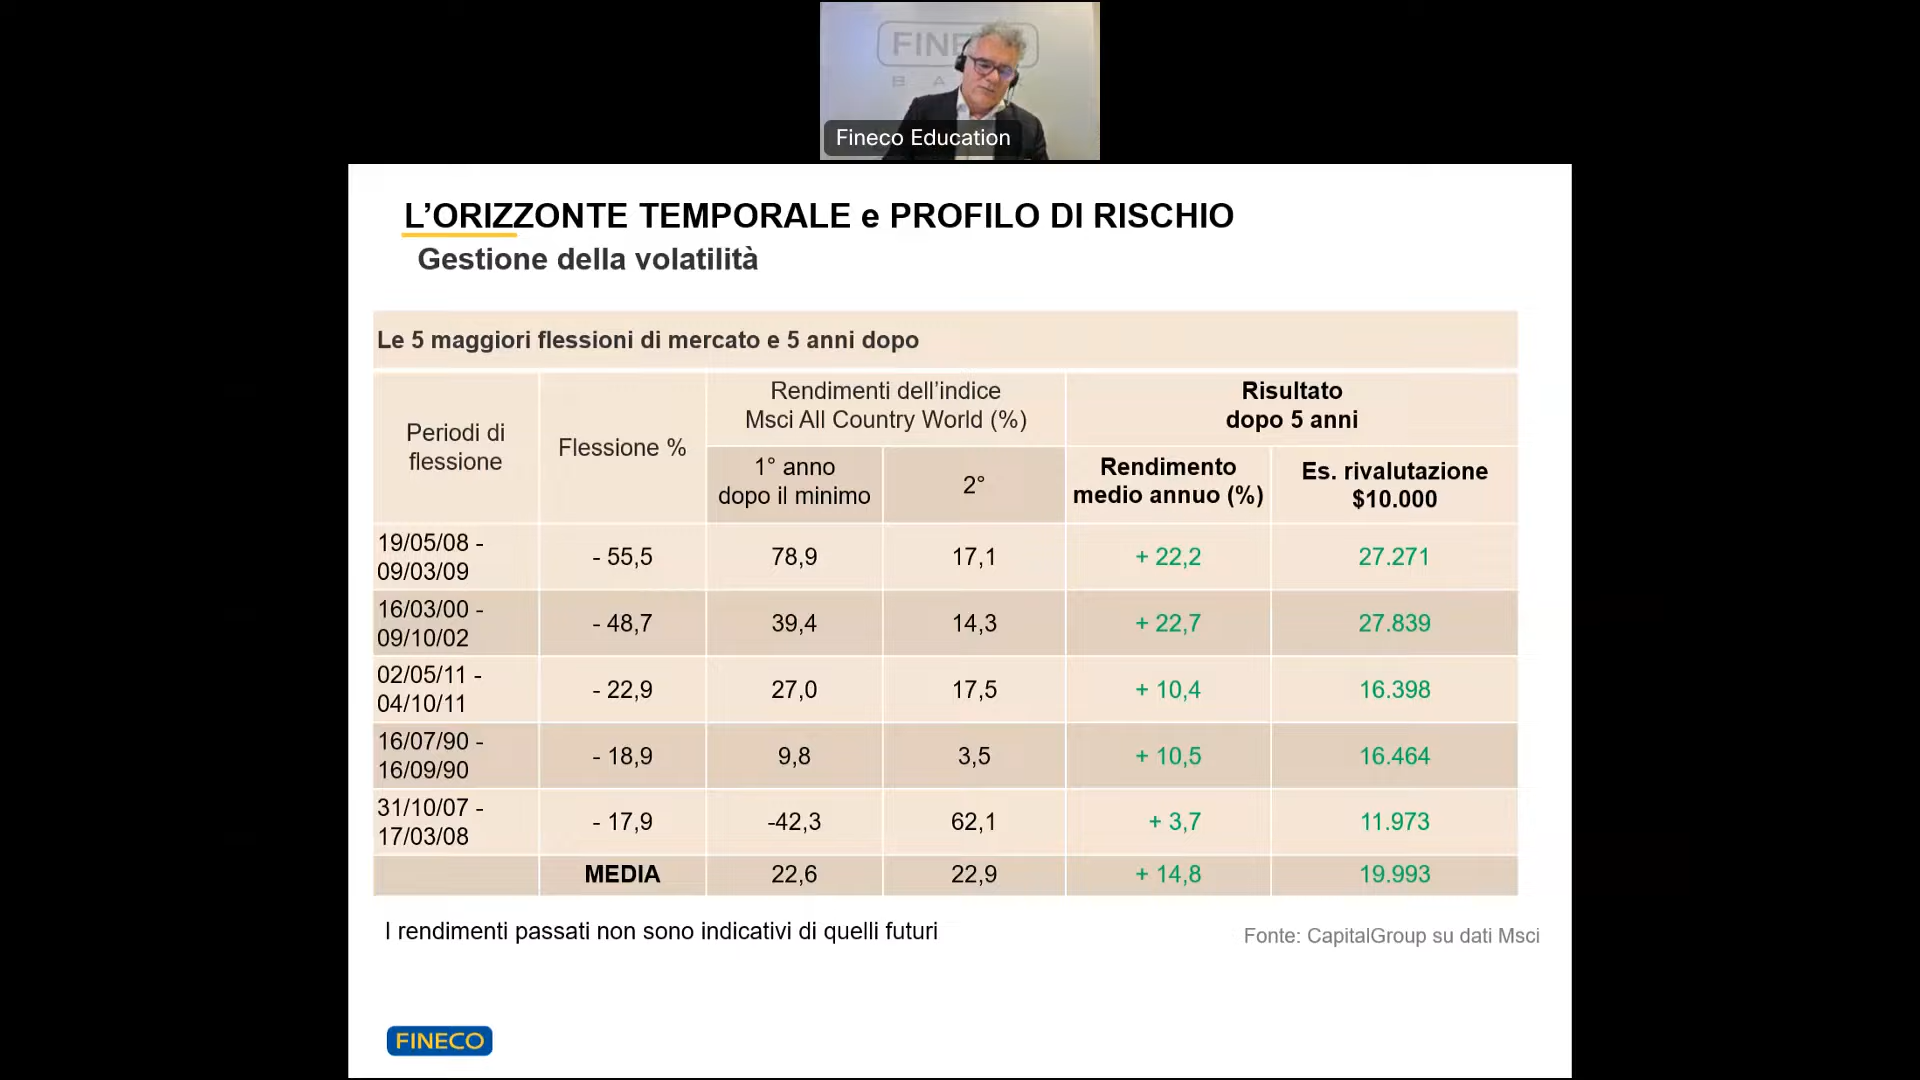 FINE
B A
Fineco Education
L’ORIZZONTE TEMPORALE e PROFILO DI RISCHIO
Gestione della volatilità
Le 5 maggiori flessioni di mercato e 5 anni dopo
Periodi di
flessione
Flessione %
Rendimenti dell’indice
Msci All Country World (%)
Risultato
dopo 5 anni
1° anno
dopo il minimo
2°
Rendimento
medio annuo (%)
Es. rivalutazione
$10.000
19/05/08 -
09/03/09
- 55,5
78,9
17,1
+ 22,2
27.271
16/03/00 -
09/10/02
- 48,7
39,4
14,3
+ 22,7
27.839
02/05/11 -
04/10/11
- 22,9
27,0
17,5
+ 10,4
16.398
16/07/90 -
16/09/90
- 18,9
9,8
3,5
+ 10,5
16.464
31/10/07 -
17/03/08
- 17,9
-42,3
62,1
+ 3,7
11.973
MEDIA
22,6
22,9
+ 14,8
19.993
I rendimenti passati non sono indicativi di quelli futuri
Fonte: CapitalGroup su dati Msci
FINECO